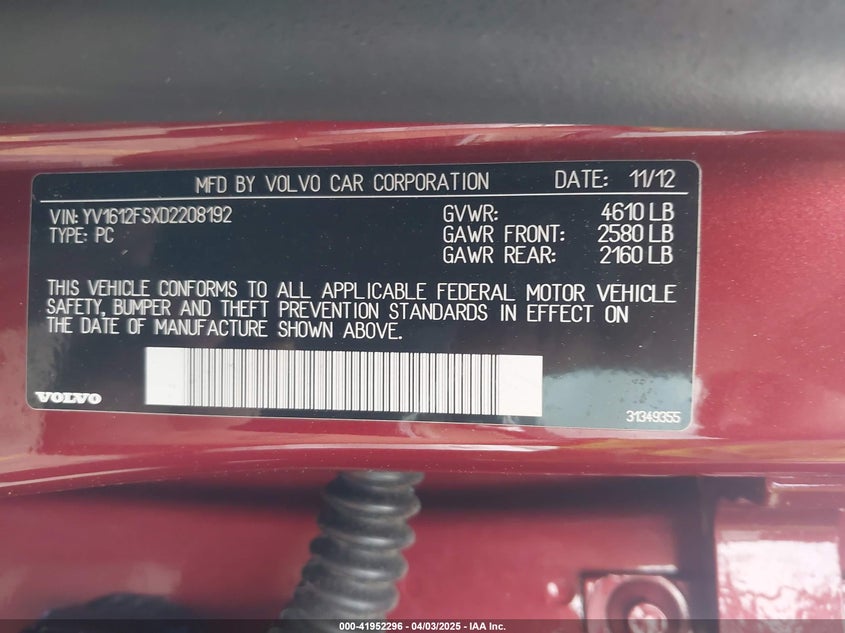 MFD BY VOLVO CAR CORPORATION DATE: 11/12
VIN: YV1612FSXD2208192 GVWR: 4610 LB
TYPE: PC GAWR FRONT: 2580 LB
GAWR REAR: 2160 LB
THIS VEHICLE CONFORMS TO ALL APPLICABLE FEDERAL MOTOR VEHICLE
SAFETY, BUMPER AND THEFT PREVENTION STANDARDS IN EFFECT ON
THE DATE OF MANUFACTURE SHOWN ABOVE.
VOLVO
31349355
000-41952296 - 04/03/2025 - IAA Inc.